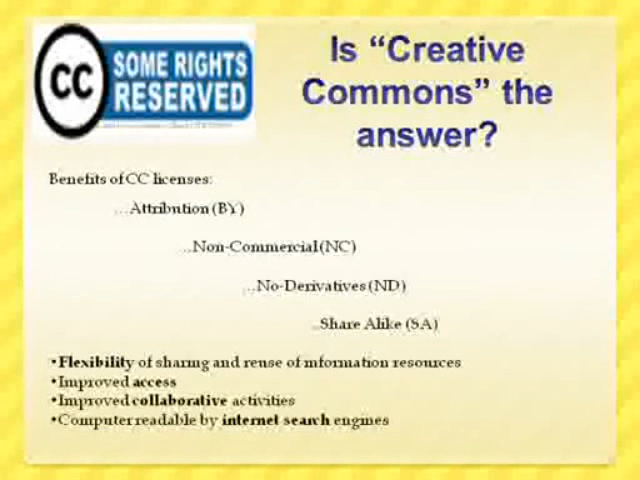 CC
SOME RIGHTS
RESERVED
Is “Creative
Commons” the
answer?
Benefits of CC licenses:
...Attribution (BY)
...Non-Commercial (NC)
...No-Derivatives (ND)
...Share Alike (SA)
•Flexibility of sharing and reuse of information resources
•Improved access
•Improved collaborative activities
•Computer readable by internet search engines